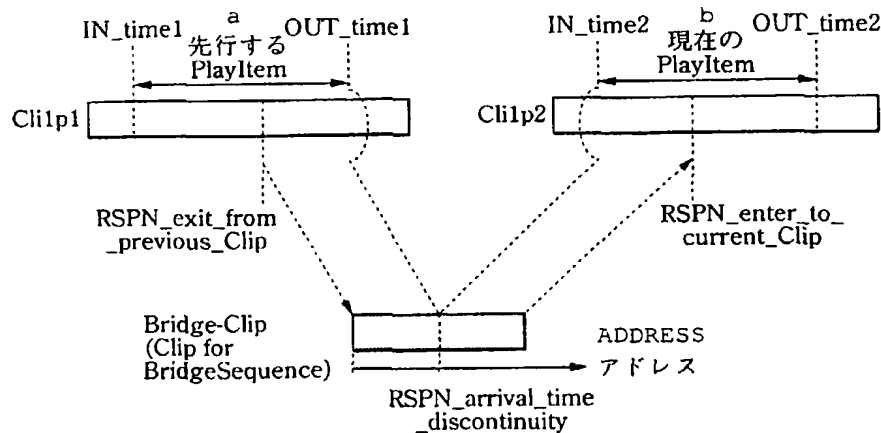 IN_time1
a
OUT_time1
先行する
PlayItem
Cli1p1
IN_time2
b
OUT_time2
現在の
PlayItem
Cli1p2
RSPN_exit_from
_previous_Clip
RSPN_enter_to_
current_Clip
Bridge-Clip
(Clip for
BridgeSequence)
ADDRESS
アドレス
RSPN_arrival_time
_discontinuity